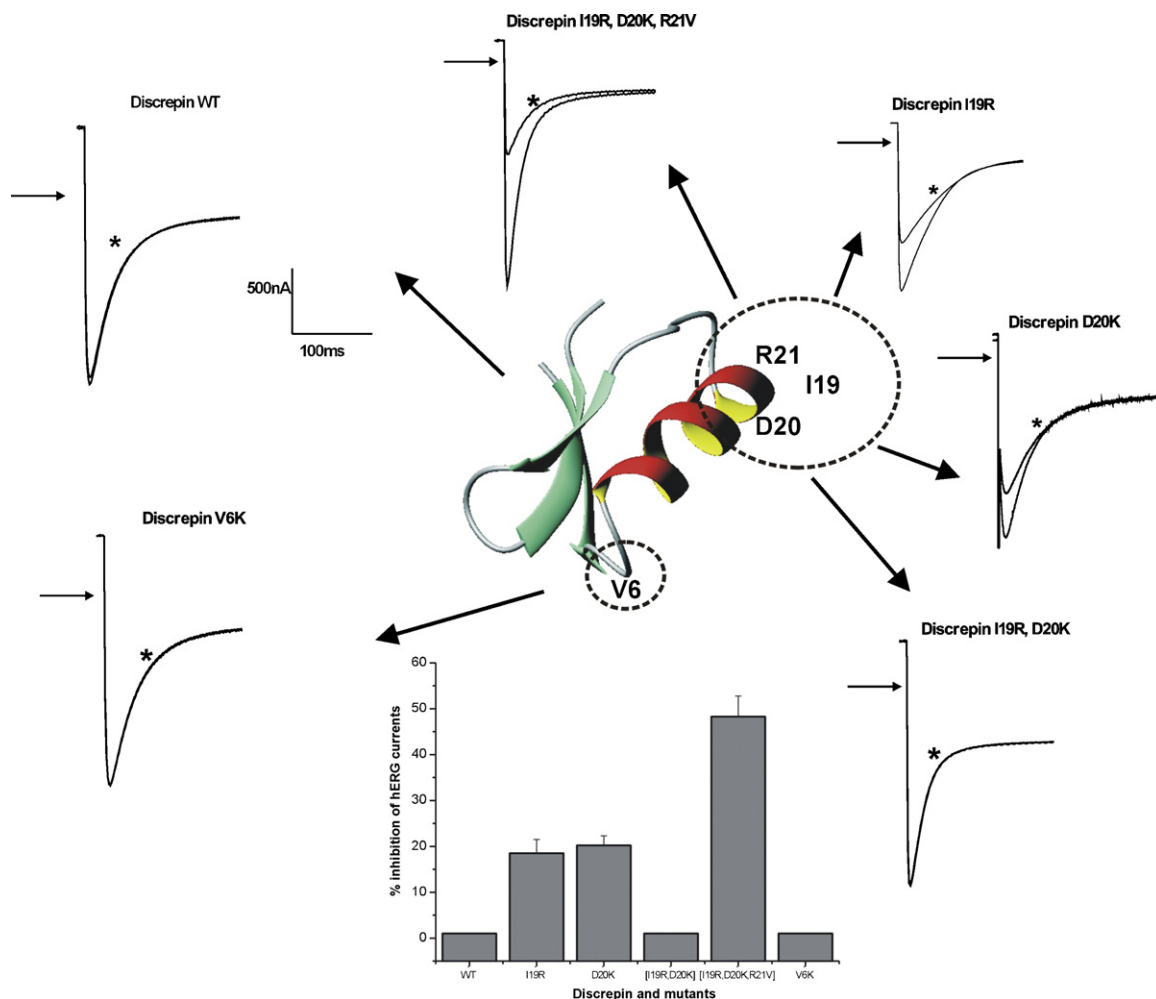 Discrepin I19R, D20K, R21V
*
Discrepin WT
*
500nA
100ms
Discrepin I19R
*
Discrepin D20K
*
R21
I19
D20
V6
Discrepin V6K
*
Discrepin I19R, D20K
*
% inhibition of hERG currents
60
50
40
30
20
10
0
WT
I19R
D20K
[I19R,D20K]
[I19R,D20K,R21V]
V6K
Discrepin and mutants